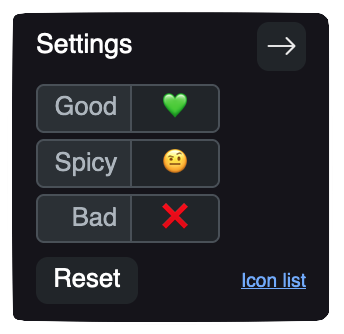 Settings →
Good 💚
Spicy 🤨
Bad ❌
Reset Icon list